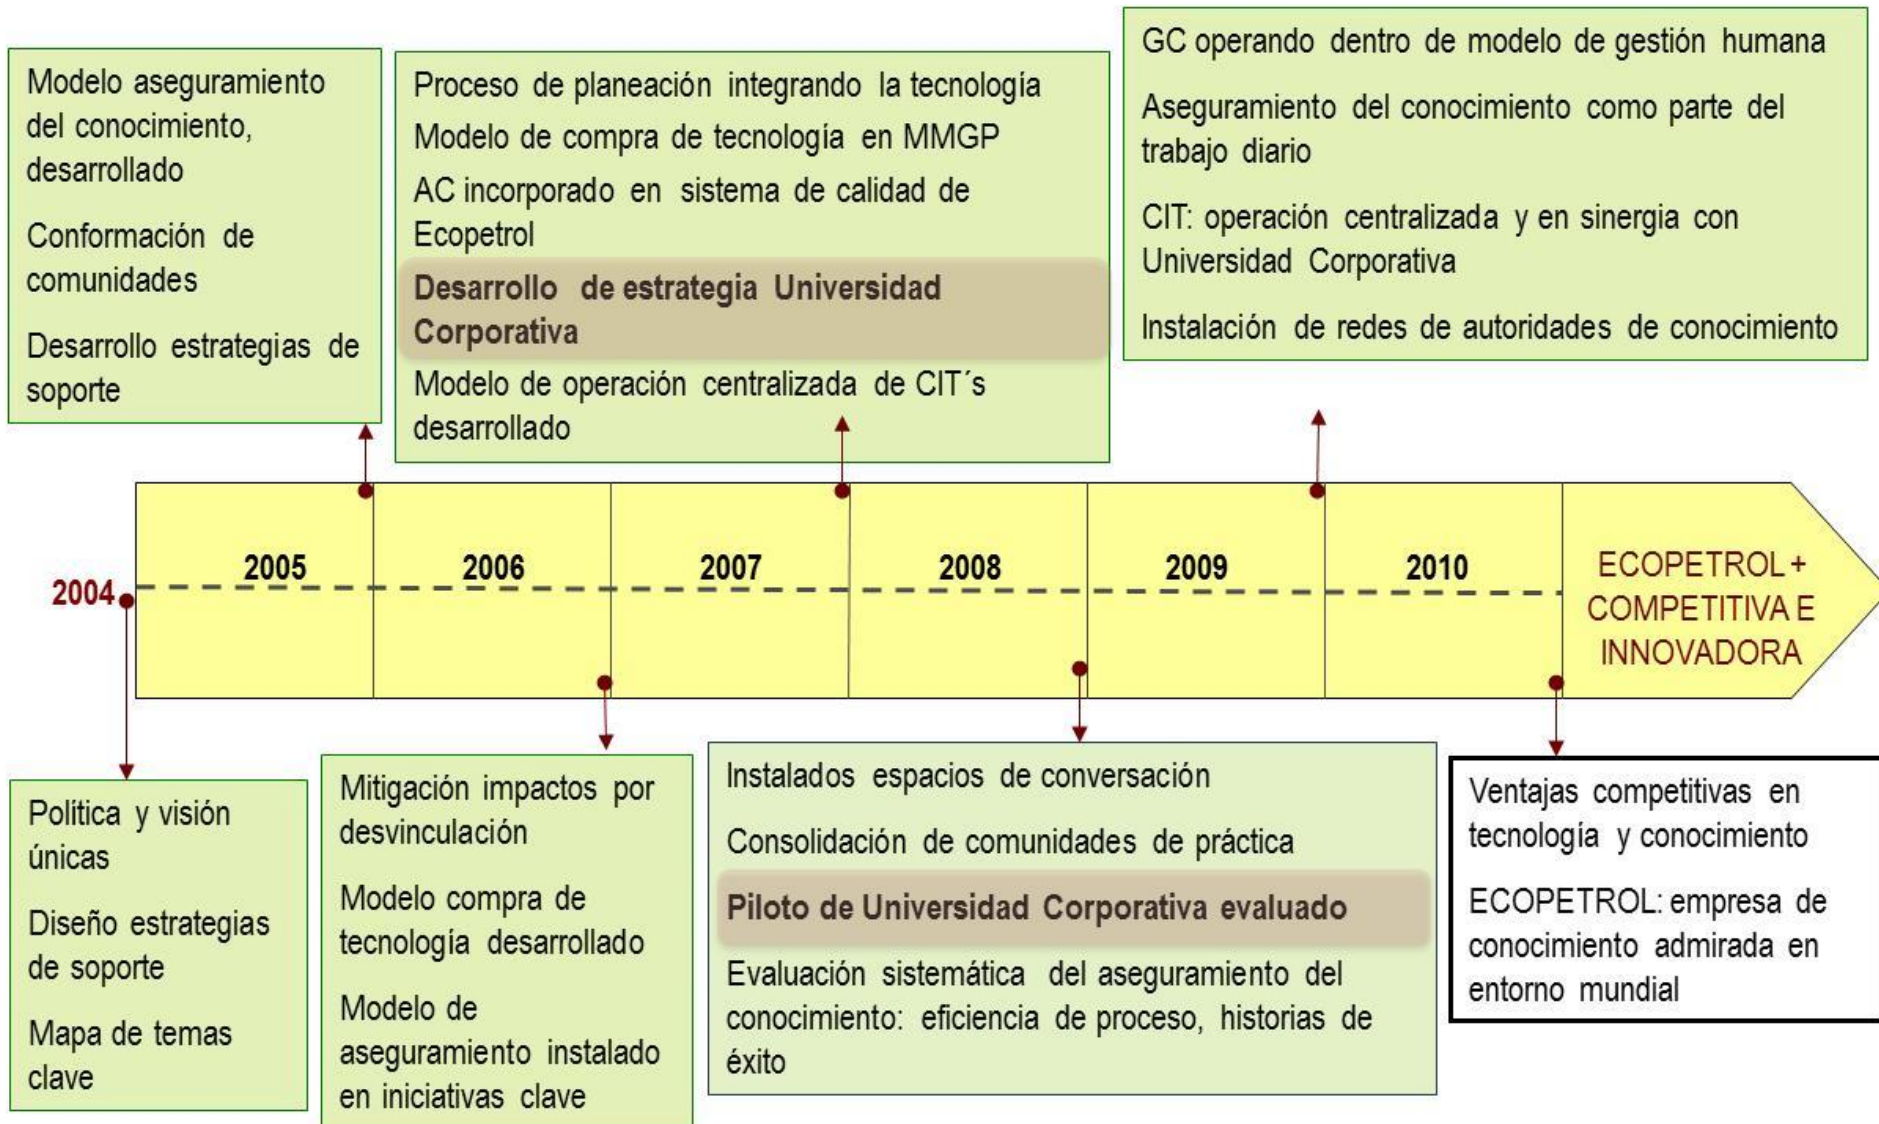 Modelo aseguramiento
del conocimiento,
desarrollado
Conformación de
comunidades
Desarrollo estrategias de
soporte
Proceso de planeación integrando la tecnología
Modelo de compra de tecnología en MMGP
AC incorporado en sistema de calidad de
Ecopetrol
Desarrollo de estrategia Universidad
Corporativa
Modelo de operación centralizada de CIT´s
desarrollado
GC operando dentro de modelo de gestión humana
Aseguramiento del conocimiento como parte del
trabajo diario
CIT: operación centralizada y en sinergia con
Universidad Corporativa
Instalación de redes de autoridades de conocimiento
2004
2005
2006
2007
2008
2009
2010
ECOPETROL +
COMPETITIVA E
INNOVADORA
Política y visión
únicas
Diseño estrategias
de soporte
Mapa de temas
clave
Mitigación impactos por
desvinculación
Modelo compra de
tecnología desarrollado
Modelo de
aseguramiento instalado
en iniciativas clave
Instalados espacios de conversación
Consolidación de comunidades de práctica
Piloto de Universidad Corporativa evaluado
Evaluación sistemática del aseguramiento del
conocimiento: eficiencia de proceso, historias de
éxito
Ventajas competitivas en
tecnología y conocimiento
ECOPETROL: empresa de
conocimiento admirada en
entorno mundial